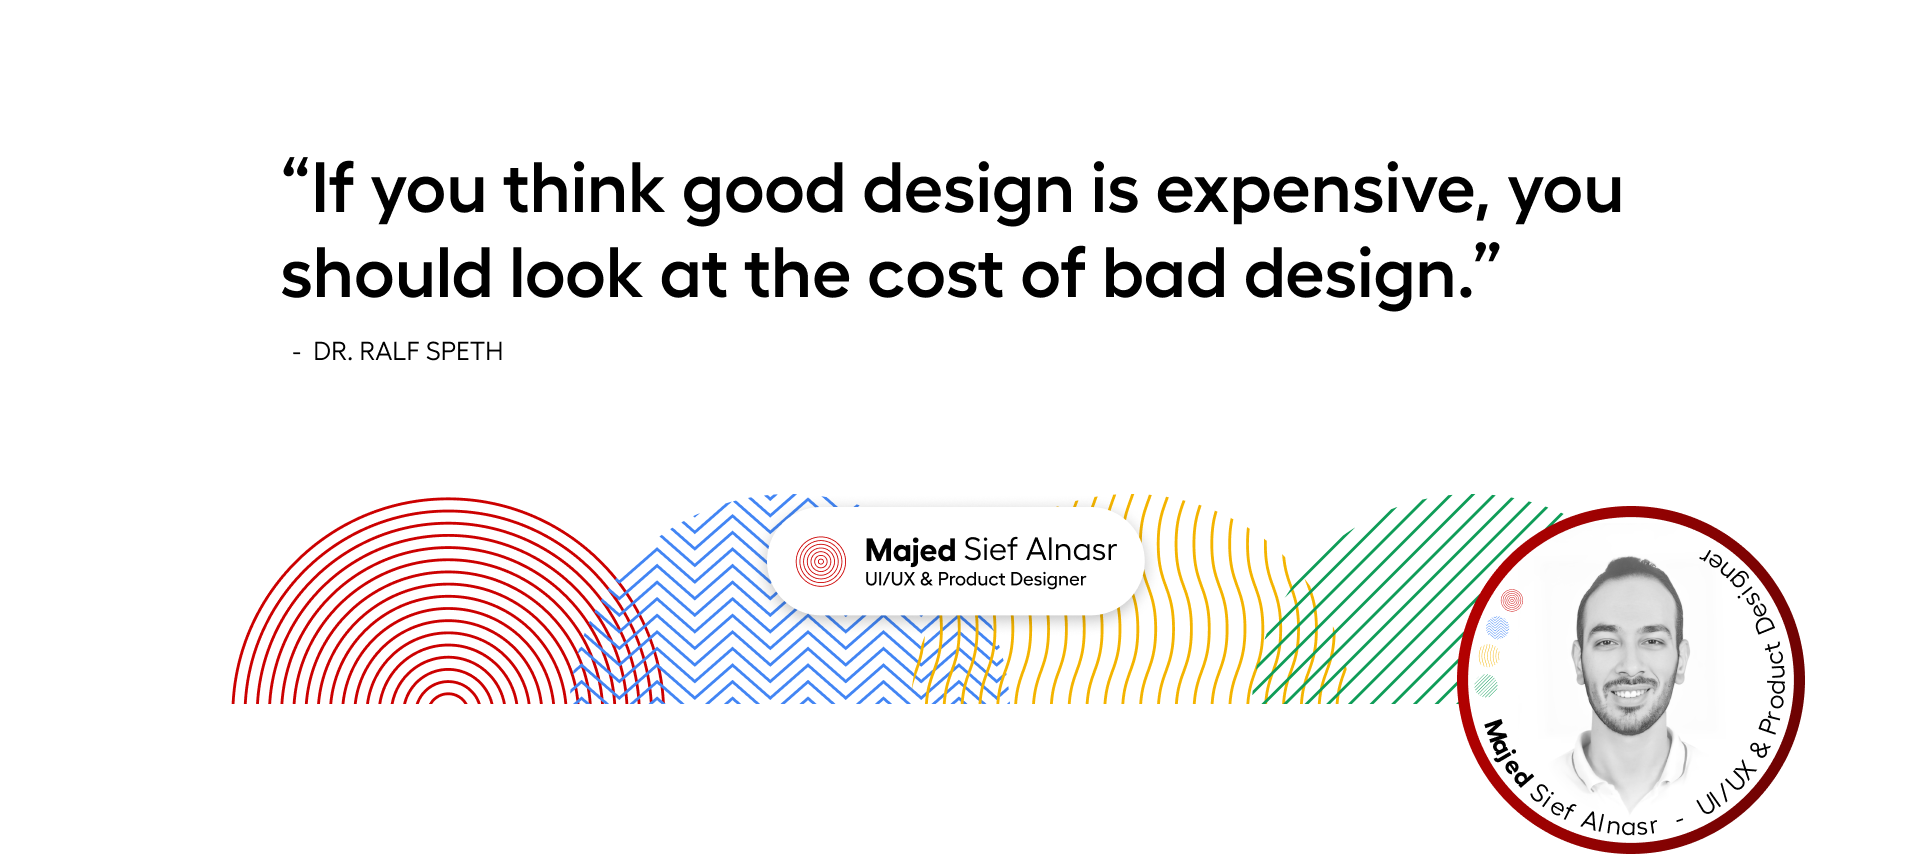 “If you think good design is expensive, you
should look at the cost of bad design.”
- DR. RALF SPETH
Majed Sief Alnasr
UI/UX & Product Designer
Majed Sief Alnasr - UI/UX & Product Designer